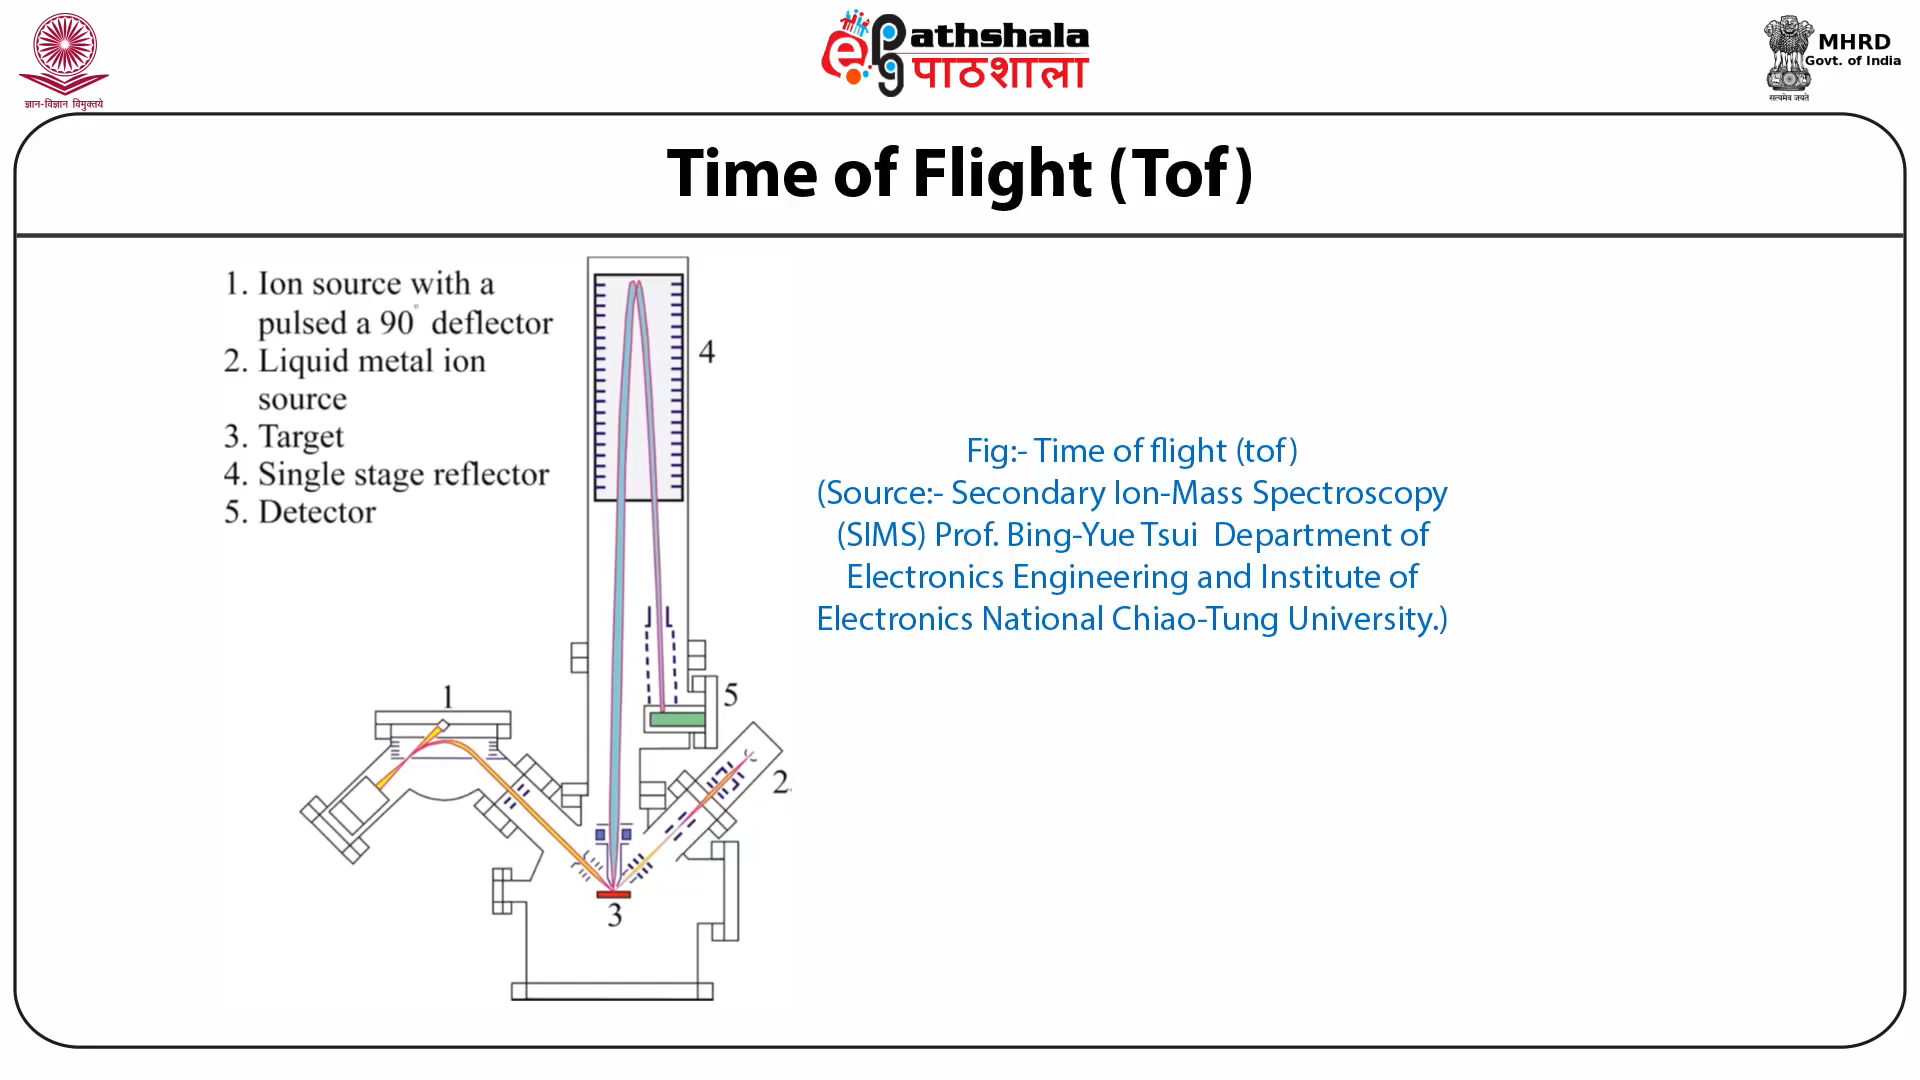 ज्ञान-विज्ञान विमुक्तये
ePathshala
पाठशाला
MHRD
Govt. of India
सत्यमेव जयते
Time of Flight (Tof)
1. Ion source with a
pulsed a 90° deflector
2. Liquid metal ion
source
3. Target
4. Single stage reflector
5. Detector
4
Fig:- Time of flight (tof)
(Source:- Secondary Ion-Mass Spectroscopy
(SIMS) Prof. Bing-Yue Tsui Department of
Electronics Engineering and Institute of
Electronics National Chiao-Tung University.)
1
5
2
3